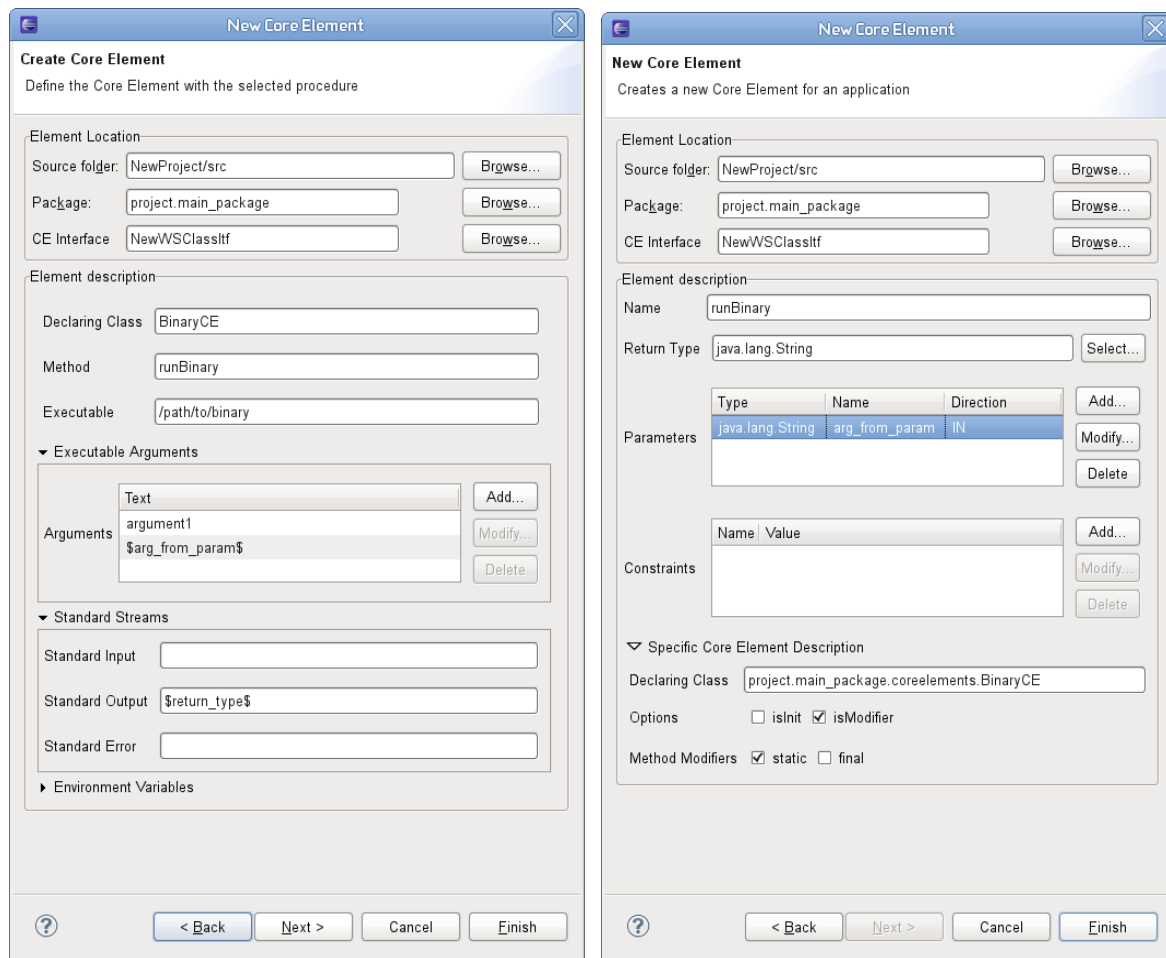 New Core Element
Create Core Element
Define the Core Element with the selected procedure
Element Location
Source folder: NewProject/src Browse...
Package: project.main_package Browse...
CE Interface NewWSClassItf Browse...
Element description
Declaring Class BinaryCE
Method runBinary
Executable /path/to/binary
Executable Arguments
Text
Add...
argument1
Arguments
Modify...
$arg_from_param$
Delete
Standard Streams
Standard Input
Standard Output $return_type$
Standard Error
Environment Variables
? < Back Next > Cancel Finish
New Core Element
New Core Element
Creates a new Core Element for an application
Element Location
Source folder: NewProject/src Browse...
Package: project.main_package Browse...
CE Interface NewWSClassItf Browse...
Element description
Name runBinary
Return Type java.lang.String Select...
Type Name Direction Add...
java.lang.String arg_from_param IN
Parameters Modify...
Delete
Name Value Add...
Constraints Modify...
Delete
Specific Core Element Description
Declaring Class project.main_package.coreelements.BinaryCE
Options isInit isModifier
Method Modifiers static final
? < Back Next > Cancel Finish